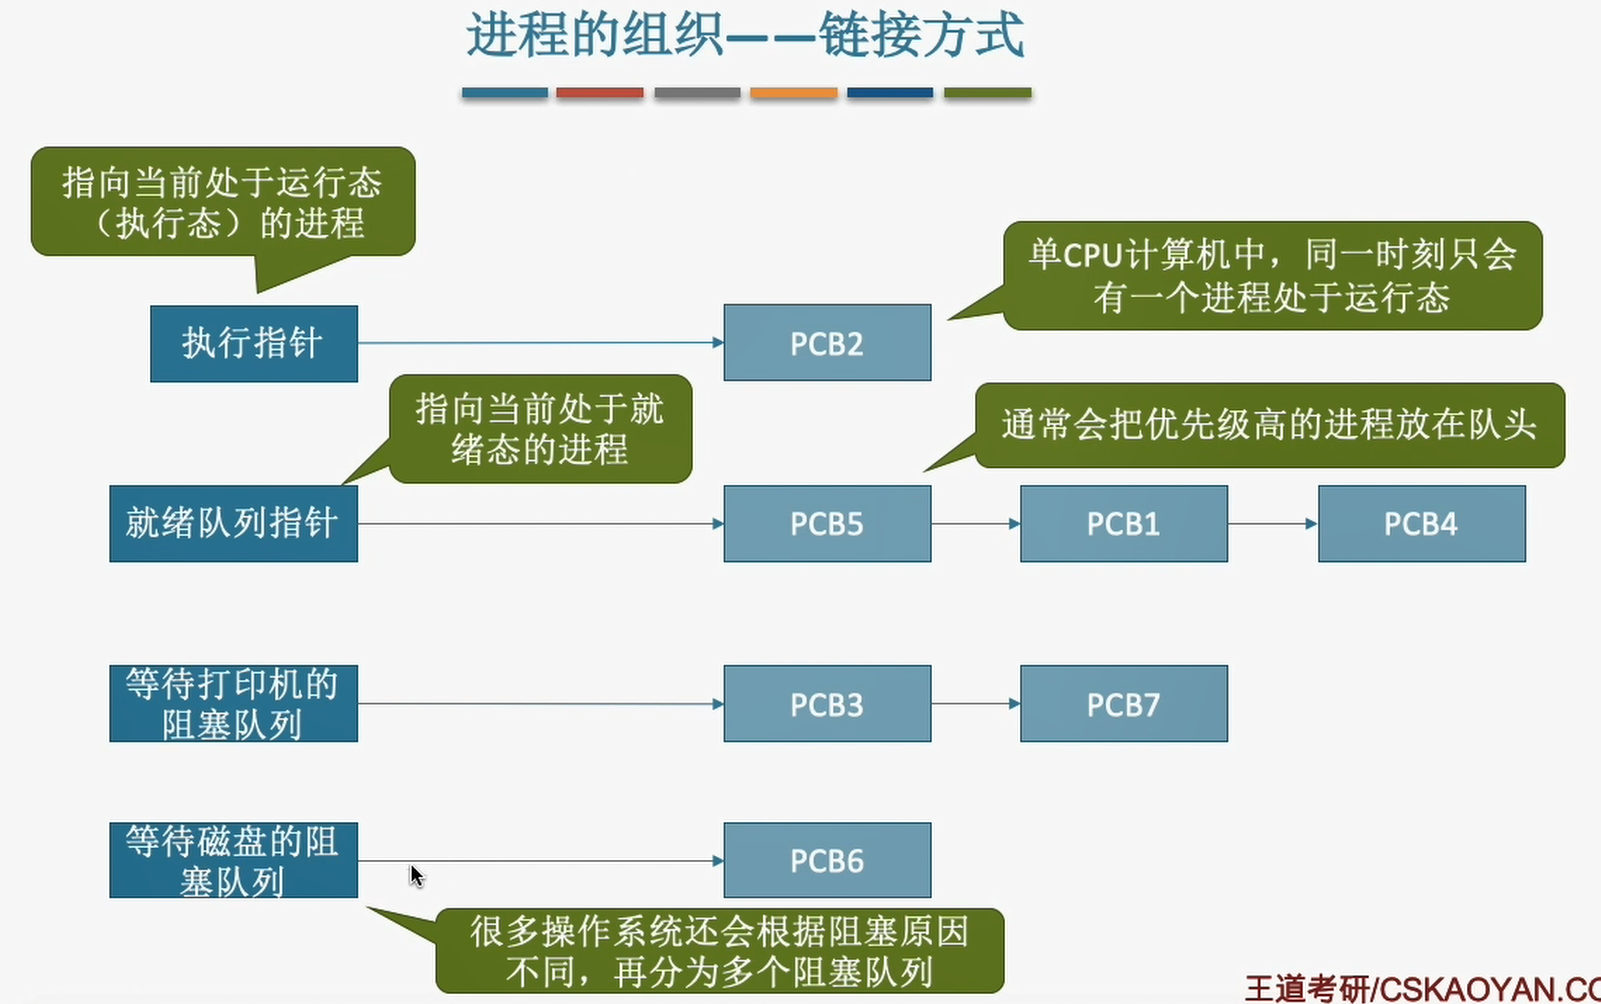 进程的组织——链接方式
指向当前处于运行态
（执行态）的进程
单CPU计算机中，同一时刻只会
有一个进程处于运行态
执行指针
PCB2
指向当前处于就
绪态的进程
通常会把优先级高的进程放在队头
就绪队列指针
PCB5
PCB1
PCB4
等待打印机的
阻塞队列
PCB3
PCB7
等待磁盘的阻
塞队列
PCB6
很多操作系统还会根据阻塞原因
不同，再分为多个阻塞队列
王道考研/CSKAOYAN.CO